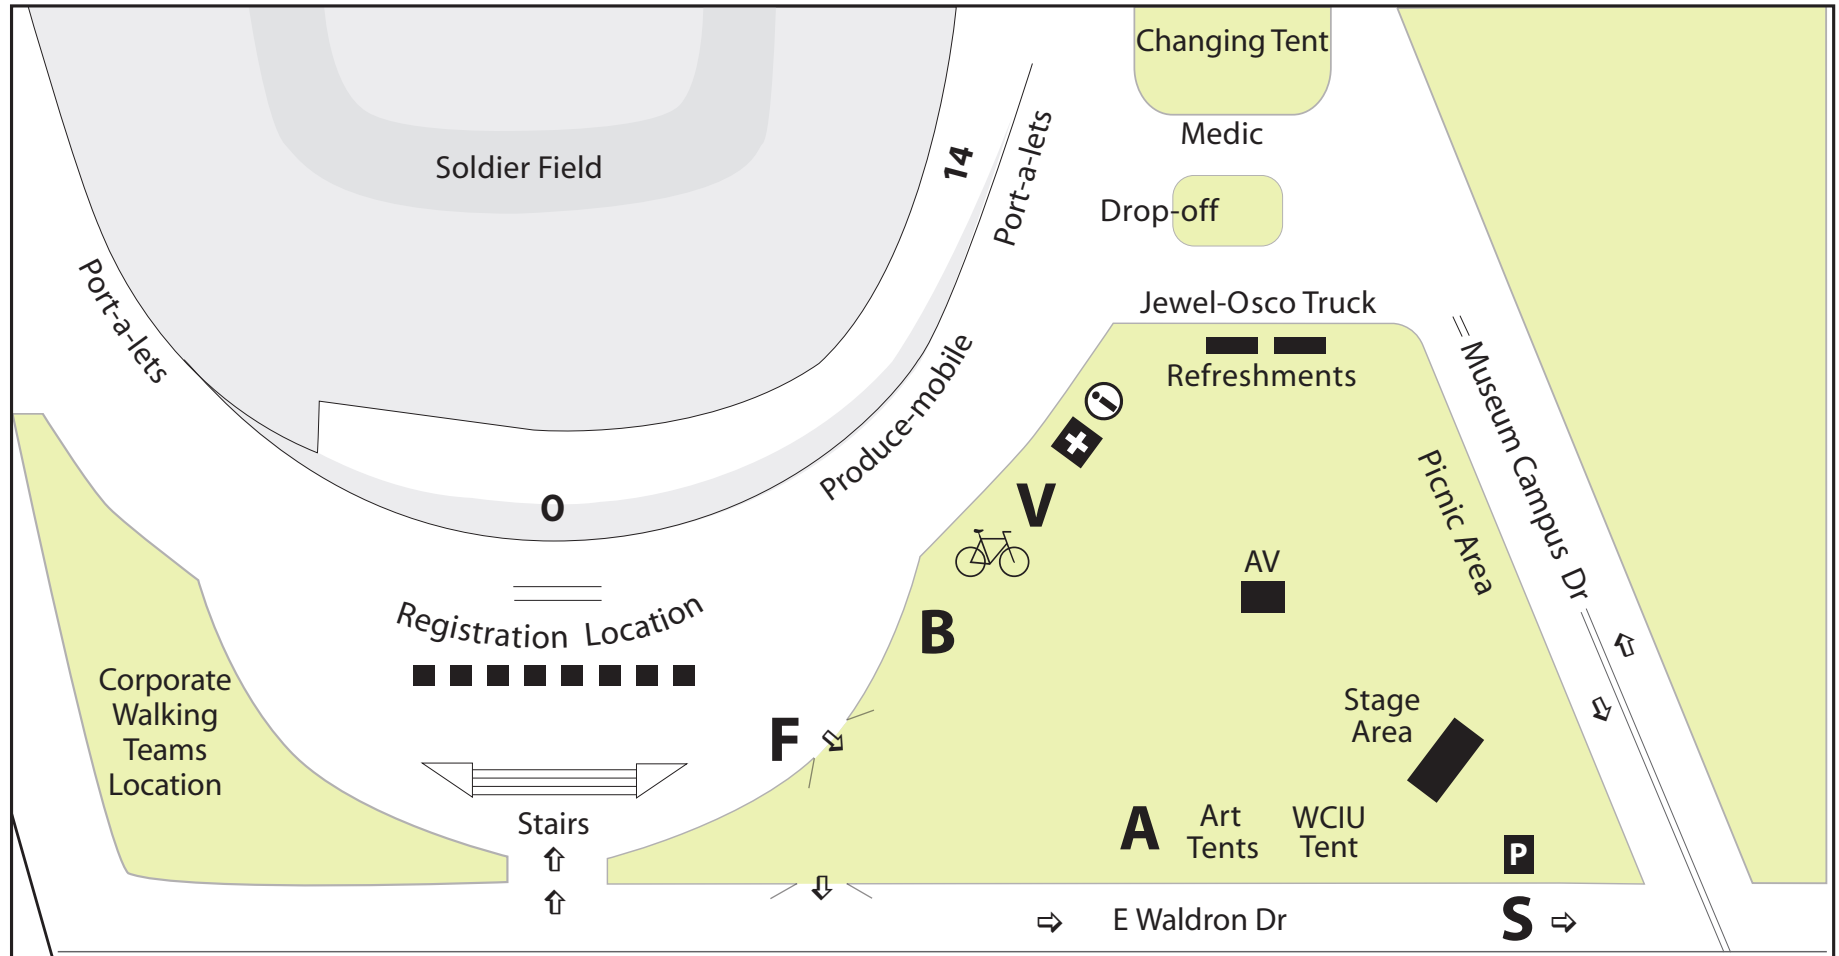 Changing Tent
Medic
Soldier Field
14
Port-a-lets
Drop-off
Port-a-lets
Jewel-Osco Truck
Refreshments
Produce-mobile
Museum Campus Dr
i
V
Picnic Area
0
AV
B
Registration Location
Corporate
Walking
Teams
Location
Stage
Area
F
Stairs
A
Art
Tents
WCIU
Tent
P
E Waldron Dr
S